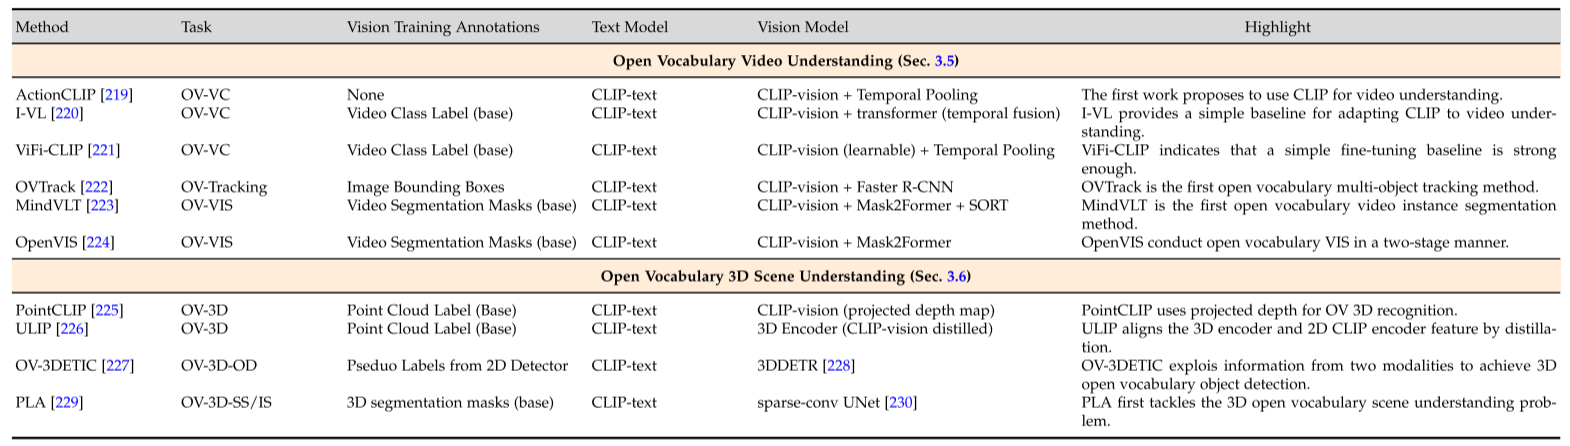 Method Task Vision Training Annotations Text Model Vision Model Highlight
Open Vocabulary Video Understanding (Sec. 3.5)
ActionCLIP [219] OV-VC None CLIP-text CLIP-vision + Temporal Pooling The first work proposes to use CLIP for video understanding.
I-VL [220] OV-VC Video Class Label (base) CLIP-text CLIP-vision + transformer (temporal fusion) I-VL provides a simple baseline for adapting CLIP to video under-
standing.
ViFi-CLIP [221] OV-VC Video Class Label (base) CLIP-text CLIP-vision (learnable) + Temporal Pooling ViFi-CLIP indicates that a simple fine-tuning baseline is strong
enough.
OVTrack [222] OV-Tracking Image Bounding Boxes CLIP-text CLIP-vision + Faster R-CNN OVTrack is the first open vocabulary multi-object tracking method.
MindVLT [223] OV-VIS Video Segmentation Masks (base) CLIP-text CLIP-vision + Mask2Former + SORT MindVLT is the first open vocabulary video instance segmentation
method.
OpenVIS [224] OV-VIS Video Segmentation Masks (base) CLIP-text CLIP-vision + Mask2Former OpenVIS conduct open vocabulary VIS in a two-stage manner.
Open Vocabulary 3D Scene Understanding (Sec. 3.6)
PointCLIP [225] OV-3D Point Cloud Label (Base) CLIP-text CLIP-vision (projected depth map) PointCLIP uses projected depth for OV 3D recognition.
ULIP [226] OV-3D Point Cloud Label (Base) CLIP-text 3D Encoder (CLIP-vision distilled) ULIP aligns the 3D encoder and 2D CLIP encoder feature by distilla-
tion.
OV-3DETIC [227] OV-3D-OD Pseduo Labels from 2D Detector CLIP-text 3DDETR [228] OV-3DETIC explois information from two modalities to achieve 3D
open vocabulary object detection.
PLA [229] OV-3D-SS/IS 3D segmentation masks (base) CLIP-text sparse-conv UNet [230] PLA first tackles the 3D open vocabulary scene understanding prob-
lem.